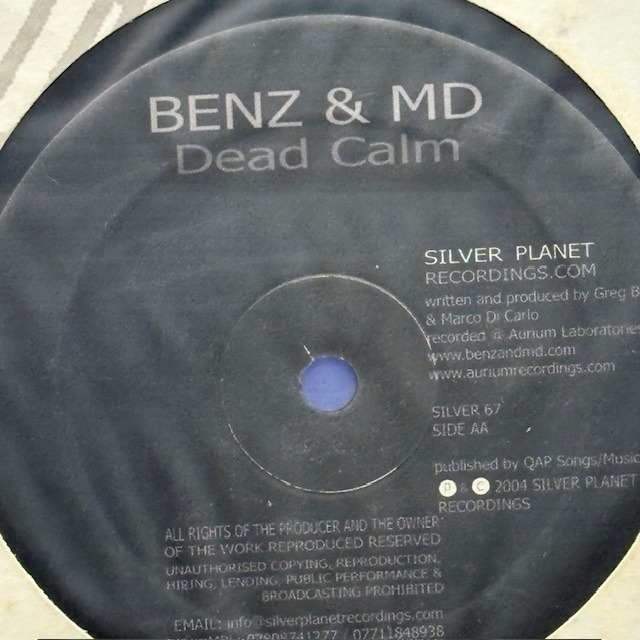 BENZ & MD
Dead Calm
SILVER PLANET
RECORDINGS.COM
written and produced by Greg B
& Marco Di Carlo
recorded @ Aurium Laboratories
www.benzandmd.com
www.auriumrecordings.com
SILVER 67
SIDE AA
published by QAP Songs/Music
℗ & © 2004 SILVER PLANET
RECORDINGS
ALL RIGHTS OF THE PRODUCER AND THE OWNER
OF THE WORK REPRODUCED RESERVED
UNAUTHORISED COPYING, REPRODUCTION,
HIRING, LENDING, PUBLIC PERFORMANCE &
BROADCASTING PROHIBITED
EMAIL: info@silverplanetrecordings.com
07711848938